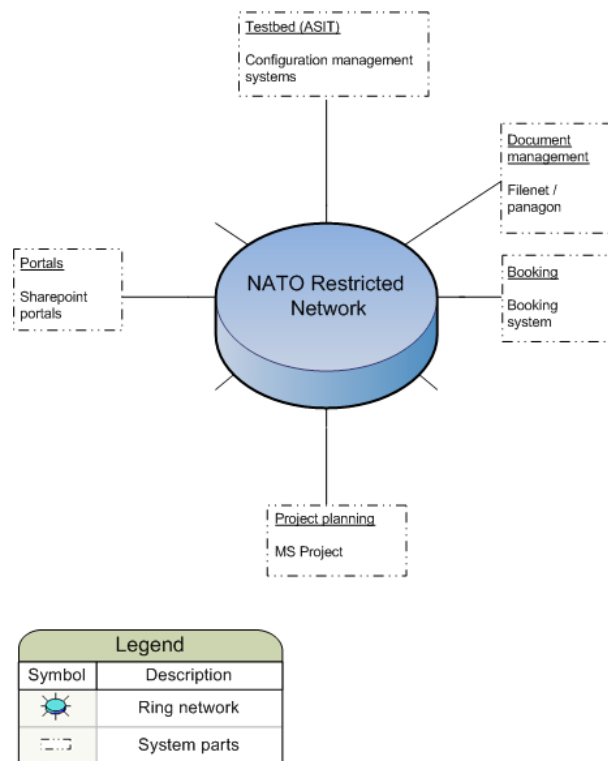 Testbed (ASIT)
Configuration management
systems
Document
management
Filenet /
panagon
Portals
Sharepoint
portals
NATO Restricted
Network
Booking
Booking
system
Project planning
MS Project
Legend
Symbol Description
Ring network
System parts